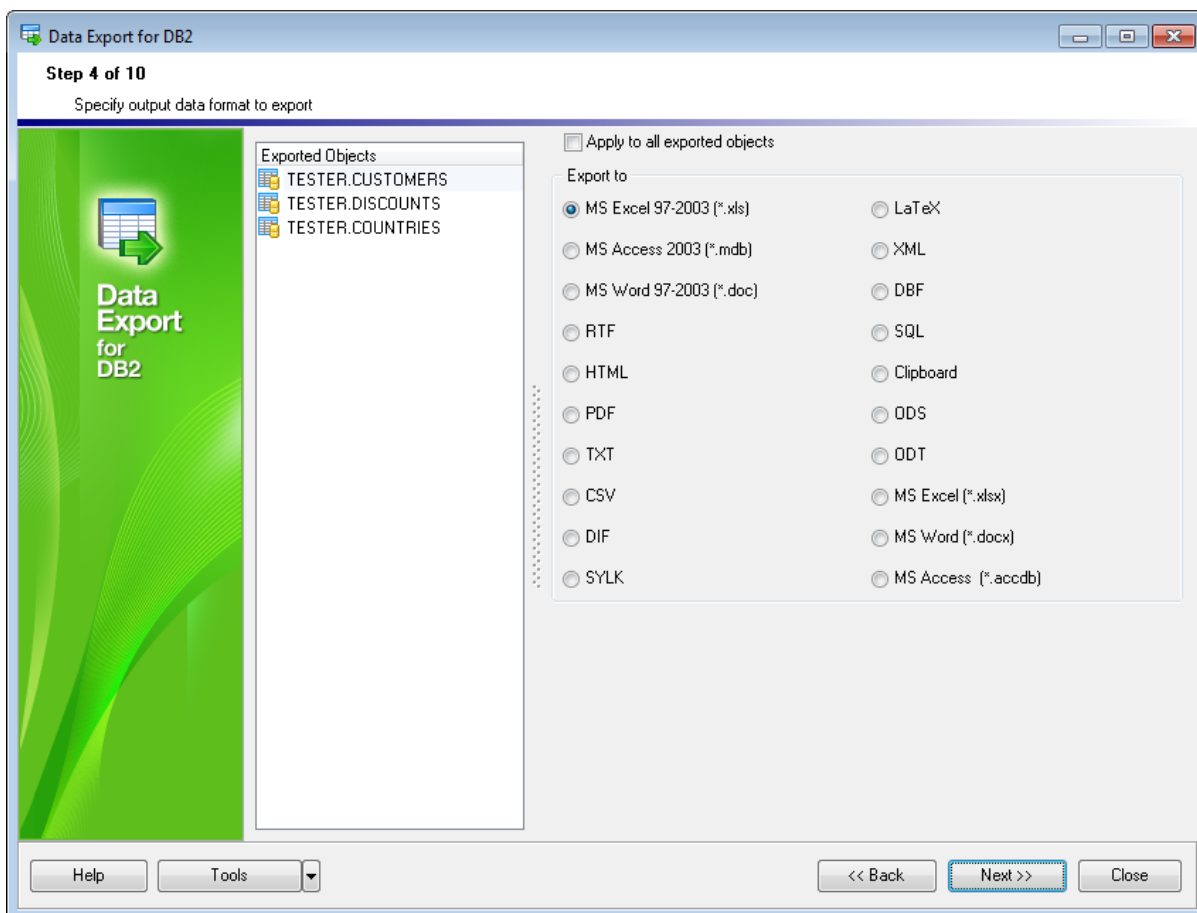 Data Export for DB2
Step 4 of 10
Specify output data format to export
Data
Export
for
DB2
Exported Objects
TESTER.CUSTOMERS
TESTER.DISCOUNTS
TESTER.COUNTRIES
Apply to all exported objects
Export to
MS Excel 97-2003 (*.xls)
MS Access 2003 (*.mdb)
MS Word 97-2003 (*.doc)
RTF
HTML
PDF
TXT
CSV
DIF
SYLK
LaTeX
XML
DBF
SQL
Clipboard
ODS
ODT
MS Excel (*.xlsx)
MS Word (*.docx)
MS Access  (*.accdb)
Help
Tools
<< Back
Next >>
Close